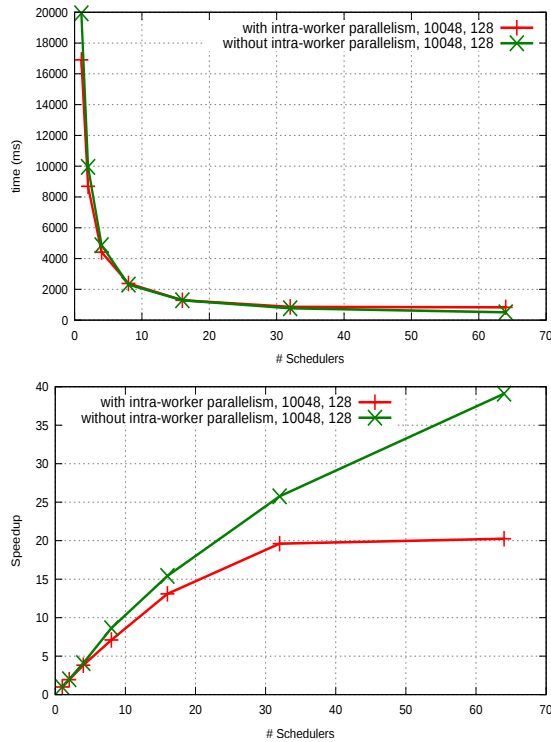 20000
18000
16000
14000
12000
10000
8000
6000
4000
2000
0
time (ms)
with intra-worker parallelism, 10048, 128
without intra-worker parallelism, 10048, 128
0 10 20 30 40 50 60 70
# Schedulers
40
35
30
25
20
15
10
5
0
Speedup
with intra-worker parallelism, 10048, 128
without intra-worker parallelism, 10048, 128
0 10 20 30 40 50 60 70
# Schedulers